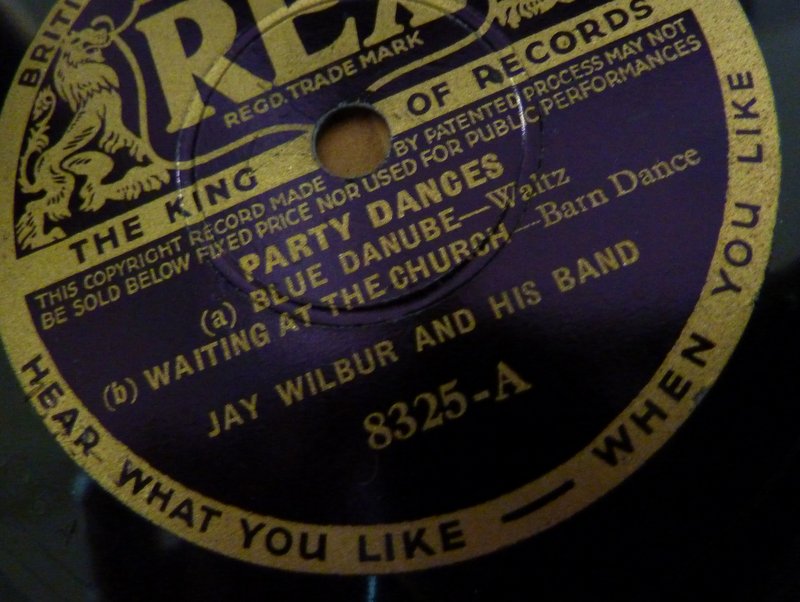 BRITI
REX
REGD. TRADE MARK
THE KING OF RECORDS
THIS COPYRIGHT RECORD MADE BY PATENTED PROCESS MAY NOT
BE SOLD BELOW FIXED PRICE NOR USED FOR PUBLIC PERFORMANCES
PARTY DANCES
(a) BLUE DANUBE—Waltz
(b) WAITING AT THE CHURCH—Barn Dance
JAY WILBUR AND HIS BAND
8325-A
HEAR WHAT YOU LIKE — WHEN YOU LIKE